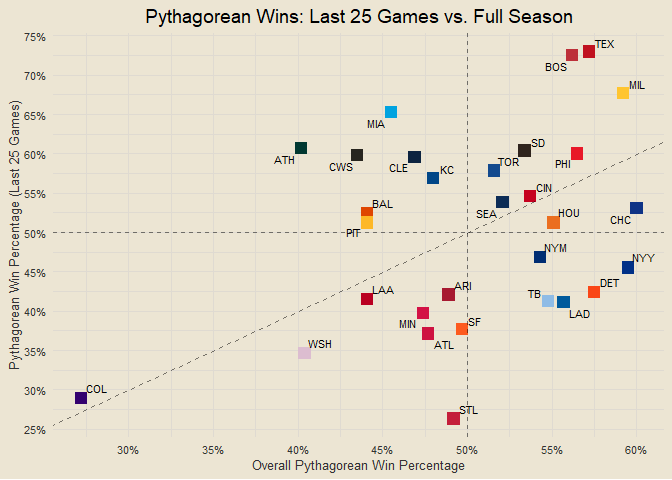 Pythagorean Wins: Last 25 Games vs. Full Season
75%
TEX
BOS
70%
MIL
65%
MIA
60%
ATH
CWS
CLE
KC
TOR
SD
PHI
55%
CIN
SEA
BAL
PIT
HOU
CHC
50%
NYM
NYY
45%
DET
TB
LAD
LAA
ARI
40%
MIN
ATL
SF
WSH
35%
30%
COL
STL
25%
Pythagorean Win Percentage (Last 25 Games)
30%
40%
45%
50%
55%
60%
Overall Pythagorean Win Percentage